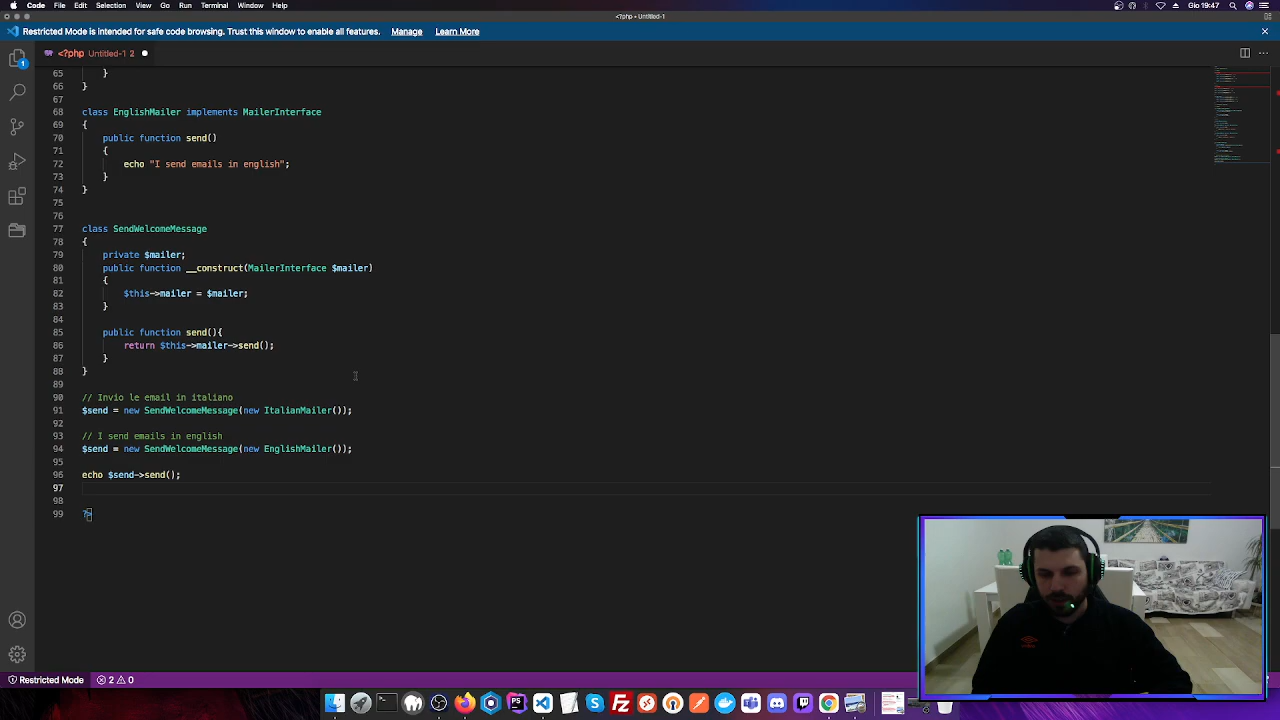 Code File Edit Selection View Go Run Terminal Window Help Gio 19:47
<?php • Untitled-1
Restricted Mode is intended for safe code browsing. Trust this window to enable all features. Manage Learn More
<?php Untitled-1 2
1
65 }
66 }
67
68 class EnglishMailer implements MailerInterface
69 {
70 public function send()
71 {
72 echo "I send emails in english";
73 }
74 }
75
76
77 class SendWelcomeMessage
78 {
79 private $mailer;
80 public function __construct(MailerInterface $mailer)
81 {
82 $this->mailer = $mailer;
83 }
84
85 public function send(){
86 return $this->mailer->send();
87 }
88 }
89
90 // Invio le email in italiano
91 $send = new SendWelcomeMessage(new ItalianMailer());
92
93 // I send emails in english
94 $send = new SendWelcomeMessage(new EnglishMailer());
95
96 echo $send->send();
97
98
99 ?>
Restricted Mode 2 0